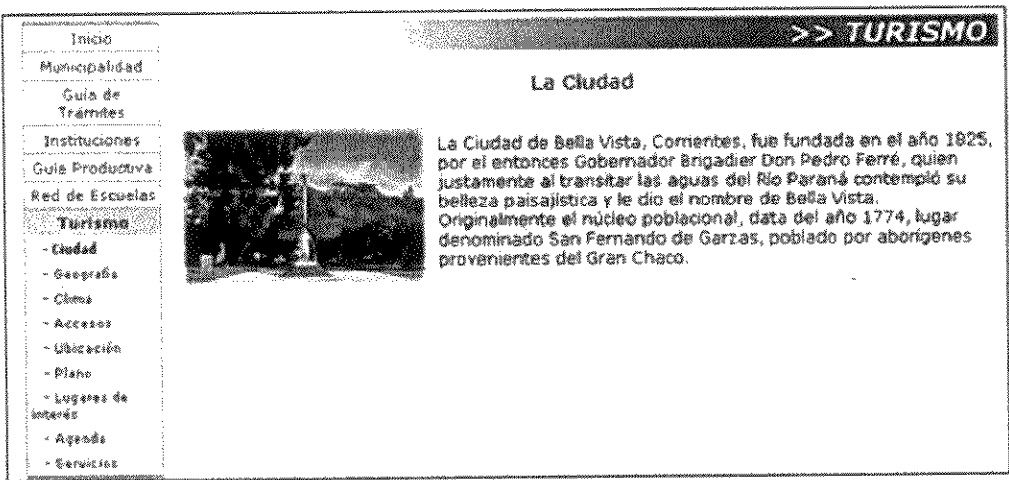 >> TURISMO
Inicio
Municipalidad
Guía de
Trámites
Instituciones
Guía Productiva
Red de Escuelas
Turismo
- Ciudad
- Geografía
- Clima
- Accesos
- Ubicación
- Plano
- Lugares de
interés
- Agenda
- Servicios
La Ciudad
La Ciudad de Bella Vista, Corrientes, fue fundada en el año 1825,
por el entonces Gobernador Brigadier Don Pedro Ferré, quien
justamente al transitar las aguas del Río Paraná contempló su
belleza paisajística y le dio el nombre de Bella Vista.
Originalmente el núcleo poblacional, data del año 1774, lugar
denominado San Fernando de Garzas, poblado por aborígenes
provenientes del Gran Chaco.